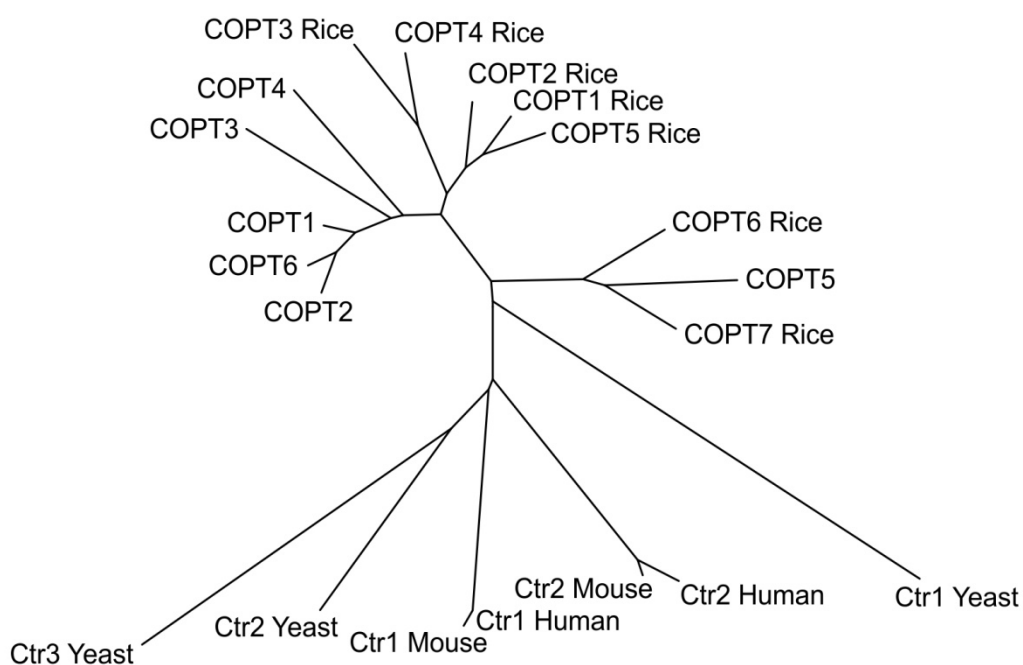 COPT3 Rice
COPT4 Rice
COPT2 Rice
COPT4
COPT1 Rice
COPT3
COPT5 Rice
COPT1
COPT6 Rice
COPT6
COPT5
COPT2
COPT7 Rice
Ctr2 Mouse
Ctr2 Human
Ctr1 Yeast
Ctr1 Human
Ctr2 Yeast
Ctr1 Mouse
Ctr3 Yeast